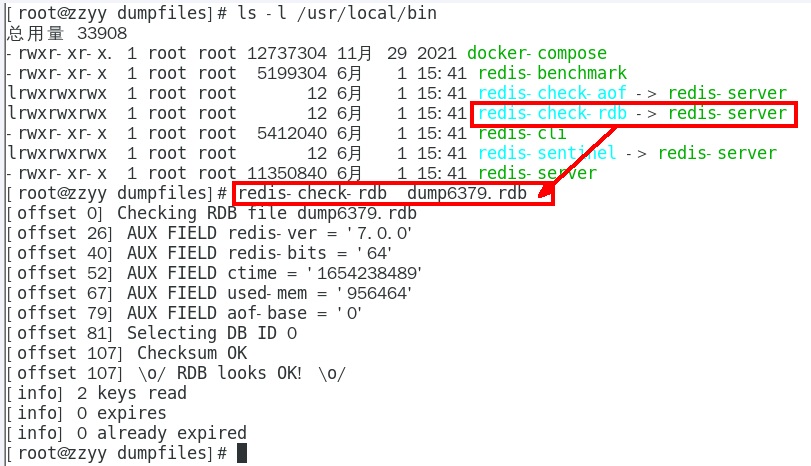 [root@zzyy dumpfiles]# ls -l /usr/local/bin
总用量 33908
-rwxr-xr-x. 1 root root 12737304 11月 29 2021 docker-compose
-rwxr-xr-x 1 root root 5199304 6月 1 15:41 redis-benchmark
lrwxrwxrwx 1 root root 12 6月 1 15:41 redis-check-aof -> redis-server
lrwxrwxrwx 1 root root 12 6月 1 15:41 redis-check-rdb -> redis-server
-rwxr-xr-x 1 root root 5412040 6月 1 15:41 redis-cli
lrwxrwxrwx 1 root root 12 6月 1 15:41 redis-sentinel -> redis-server
-rwxr-xr-x 1 root root 11350840 6月 1 15:41 redis-server
[root@zzyy dumpfiles]# redis-check-rdb dump6379.rdb
[offset 0] Checking RDB file dump6379.rdb
[offset 26] AUX FIELD redis-ver = '7.0.0'
[offset 40] AUX FIELD redis-bits = '64'
[offset 52] AUX FIELD ctime = '1654238489'
[offset 67] AUX FIELD used-mem = '956464'
[offset 79] AUX FIELD aof-base = '0'
[offset 81] Selecting DB ID 0
[offset 107] Checksum OK
[offset 107] \o/ RDB looks OK! \o/
[info] 2 keys read
[info] 0 expires
[info] 0 already expired
[root@zzyy dumpfiles]#